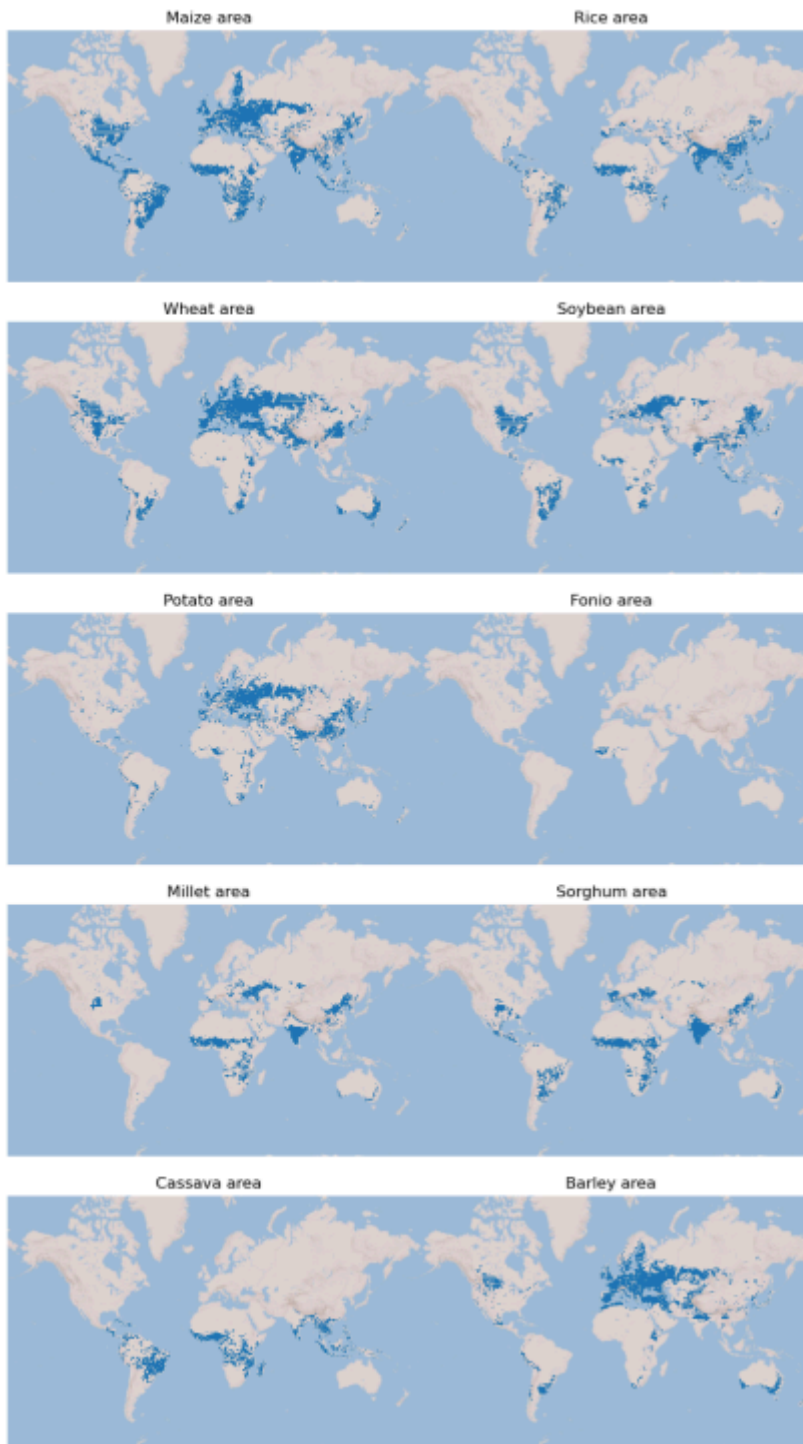 Maize area
Rice area
Wheat area
Soybean area
Potato area
Fonio area
Millet area
Sorghum area
Cassava area
Barley area